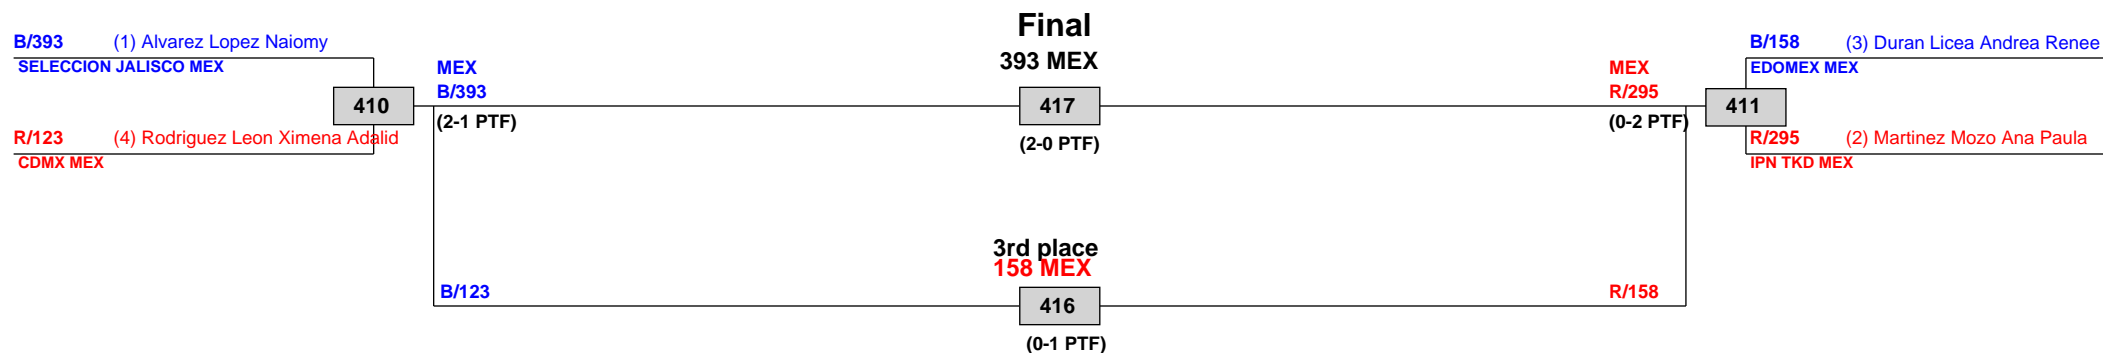 Final
393 MEX
B/393 (1) Alvarez Lopez Naiomy
SELECCION JALISCO MEX
410
R/123 (4) Rodriguez Leon Ximena Adalid
CDMX MEX
MEX
B/393
(2-1 PTF)
417
(2-0 PTF)
MEX
R/295
(0-2 PTF)
B/158 (3) Duran Licea Andrea Renee
EDOMEX MEX
411
R/295 (2) Martinez Mozo Ana Paula
IPN TKD MEX
3rd place
158 MEX
B/123
416
R/158
(0-1 PTF)